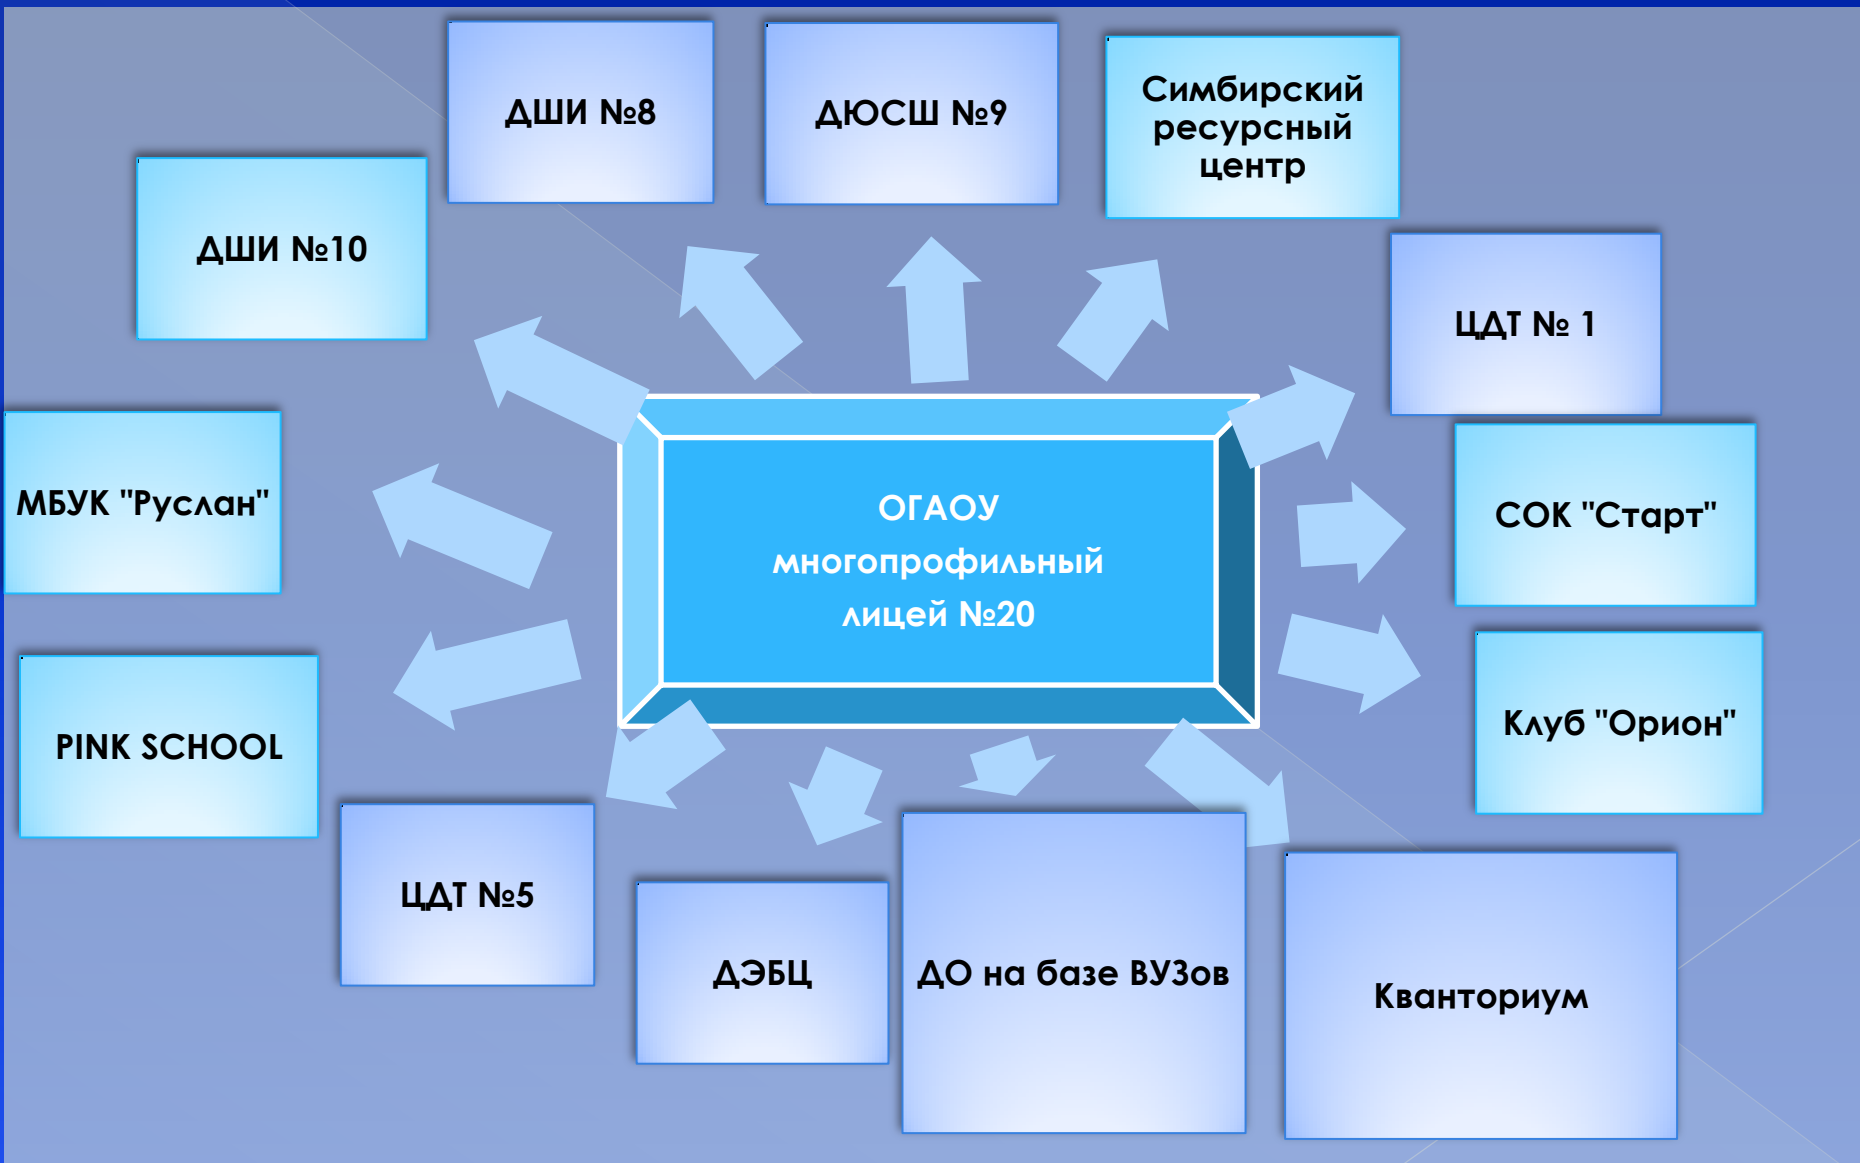 ДШИ №8
ДЮСШ №9
Симбирский
ресурсный
центр
ДШИ №10
ЦДТ № 1
МБУК "Руслан"
ОГАОУ
многопрофильный
лицей №20
СОК "Старт"
PINK SCHOOL
Клуб "Орион"
ЦДТ №5
ДЭБЦ
ДО на базе ВУЗов
Кванториум